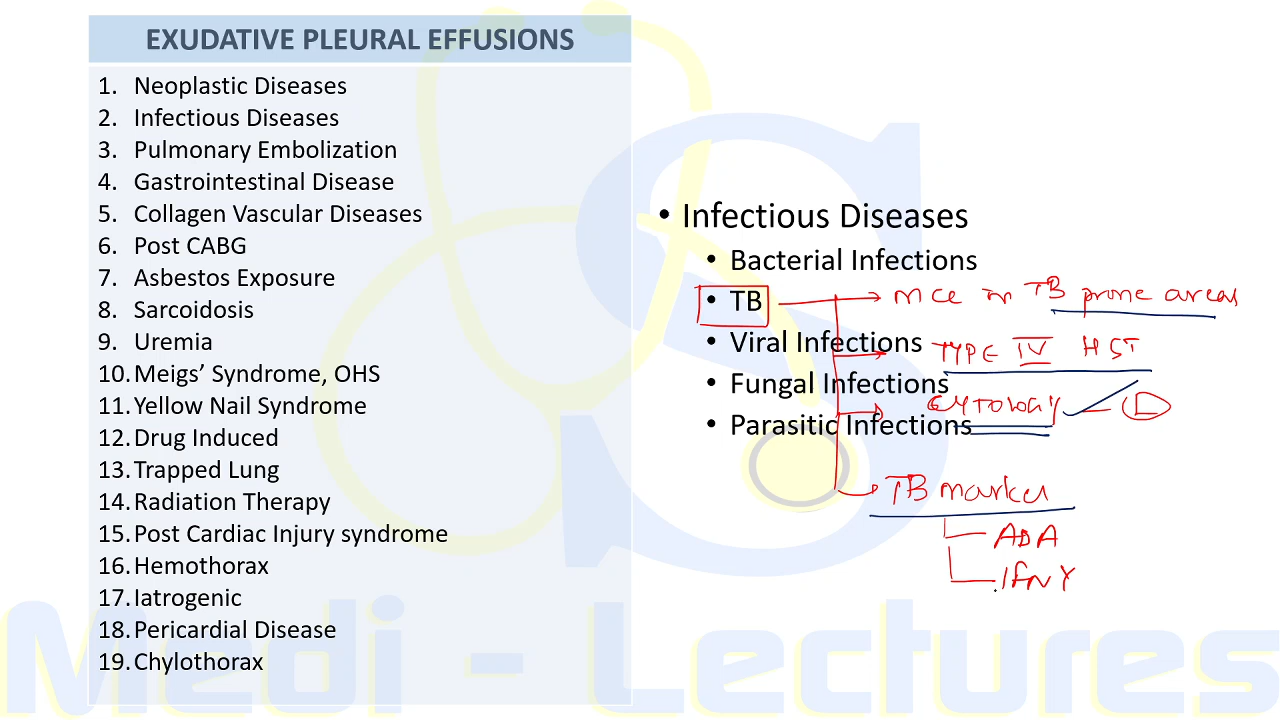 EXUDATIVE PLEURAL EFFUSIONS
1. Neoplastic Diseases
2. Infectious Diseases
3. Pulmonary Embolization
4. Gastrointestinal Disease
5. Collagen Vascular Diseases
6. Post CABG
7. Asbestos Exposure
8. Sarcoidosis
9. Uremia
10. Meigs’ Syndrome, OHS
11. Yellow Nail Syndrome
12. Drug Induced
13. Trapped Lung
14. Radiation Therapy
15. Post Cardiac Injury syndrome
16. Hemothorax
17. Iatrogenic
18. Pericardial Disease
19. Chylothorax
• Infectious Diseases
• Bacterial Infections
• TB
MCE in TB prone areas
• Viral Infections
TYPE IV HST
• Fungal Infections
CYTOLOGY - L
• Parasitic Infections
TB marker
ADA
IFN γ
Medi - Lectures